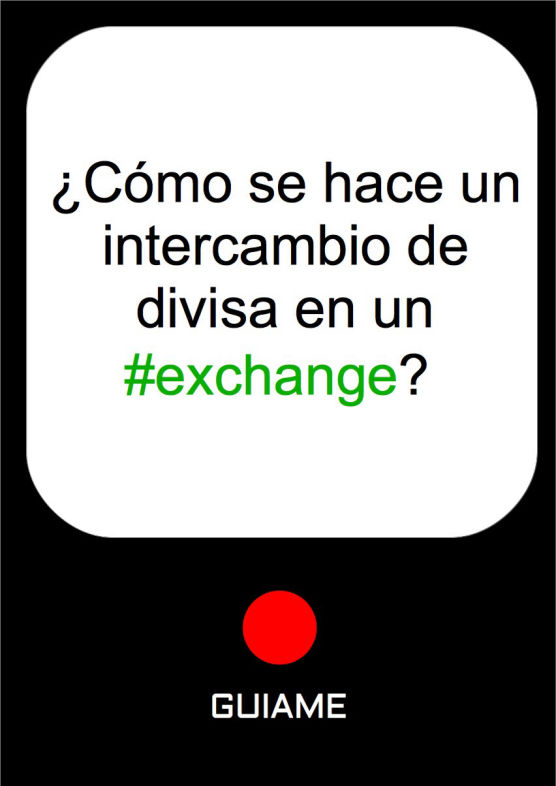 ¿Cómo se hace un
intercambio de
divisa en un
#exchange?
GUIAME